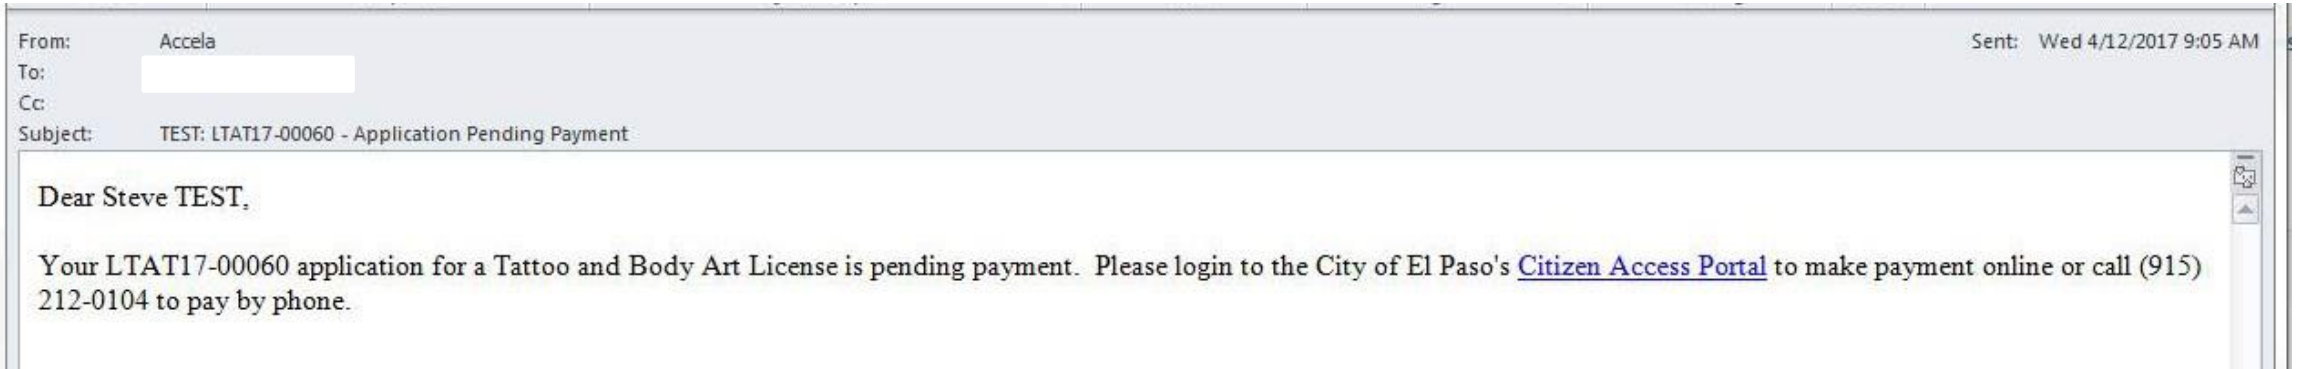 From: Accela Sent: Wed 4/12/2017 9:05 AM
To:
Cc:
Subject: TEST: LTAT17-00060 - Application Pending Payment
Dear Steve TEST,
Your LTAT17-00060 application for a Tattoo and Body Art License is pending payment.  Please login to the City of El Paso's Citizen Access Portal to make payment online or call (915)
212-0104 to pay by phone.